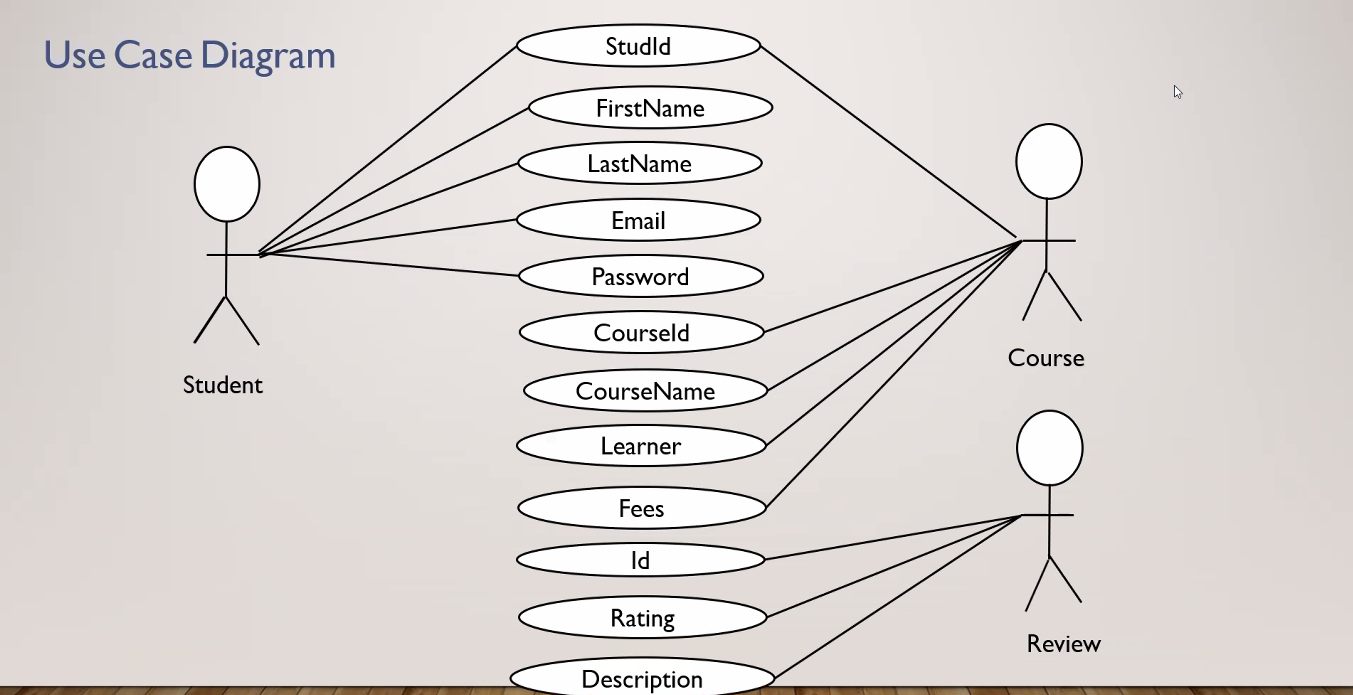 Use Case Diagram
StudId
FirstName
LastName
Email
Password
CourseId
CourseName
Learner
Fees
Id
Rating
Description
Student
Course
Review